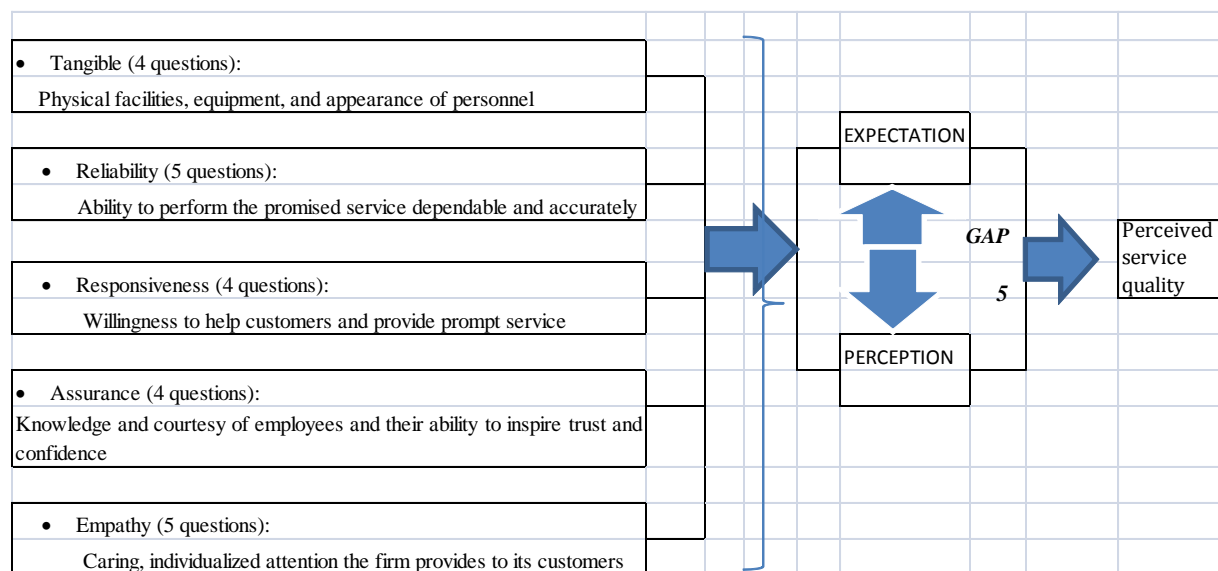 • Tangible (4 questions):
Physical facilities, equipment, and appearance of personnel
• Reliability (5 questions):
Ability to perform the promised service dependable and accurately
• Responsiveness (4 questions):
Willingness to help customers and provide prompt service
• Assurance (4 questions):
Knowledge and courtesy of employees and their ability to inspire trust and
confidence
• Empathy (5 questions):
Caring, individualized attention the firm provides to its customers
EXPECTATION
GAP
5
PERCEPTION
Perceived
service
quality